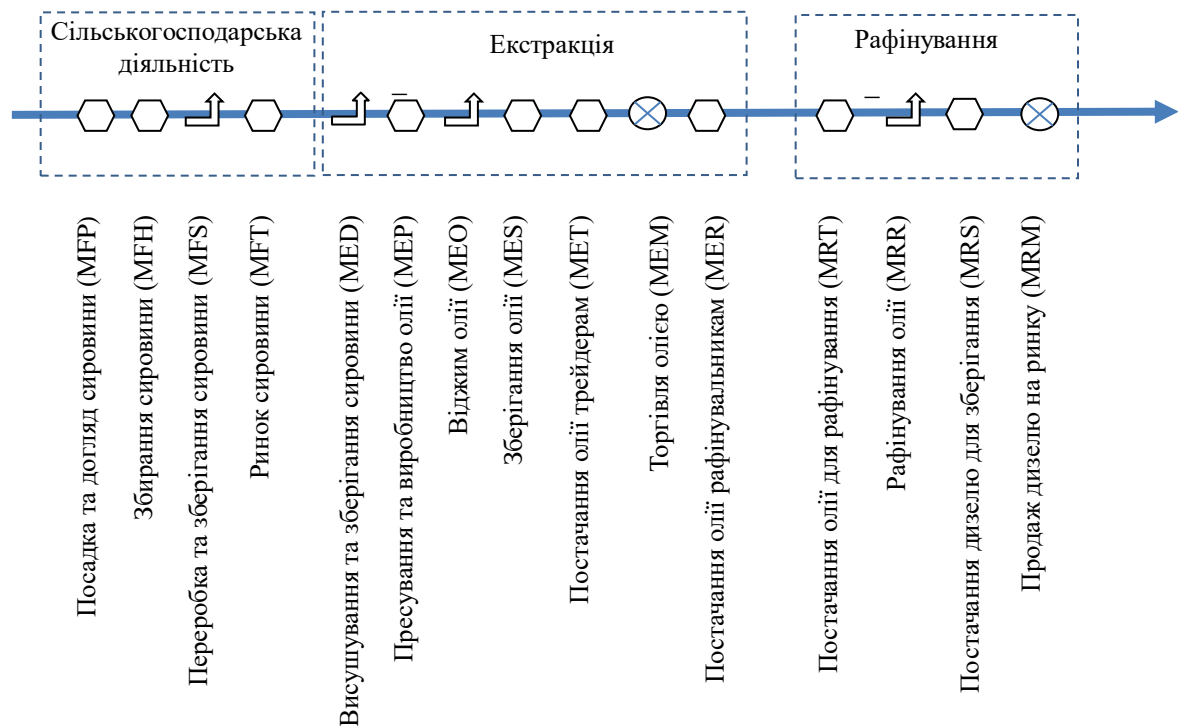 Сільськогосподарська
діяльність
Екстракція
Рафінування
Посадка та догляд сировини (MFP)
Збирання сировини (MFH)
Переробка та зберігання сировини (MFS)
Ринок сировини (MFT)
Висушування та зберігання сировини (MED)
Пресування та виробництво олії (MEP)
Віджим олії (MEO)
Зберігання олії (MES)
Постачання олії трейдерам (MET)
Торгівля олією (MEM)
Постачання олії рафінувальникам (MER)
Постачання олії для рафінування (MRT)
Рафінування олії (MRR)
Постачання дизелю для зберігання (MRS)
Продаж дизелю на ринку (MRM)